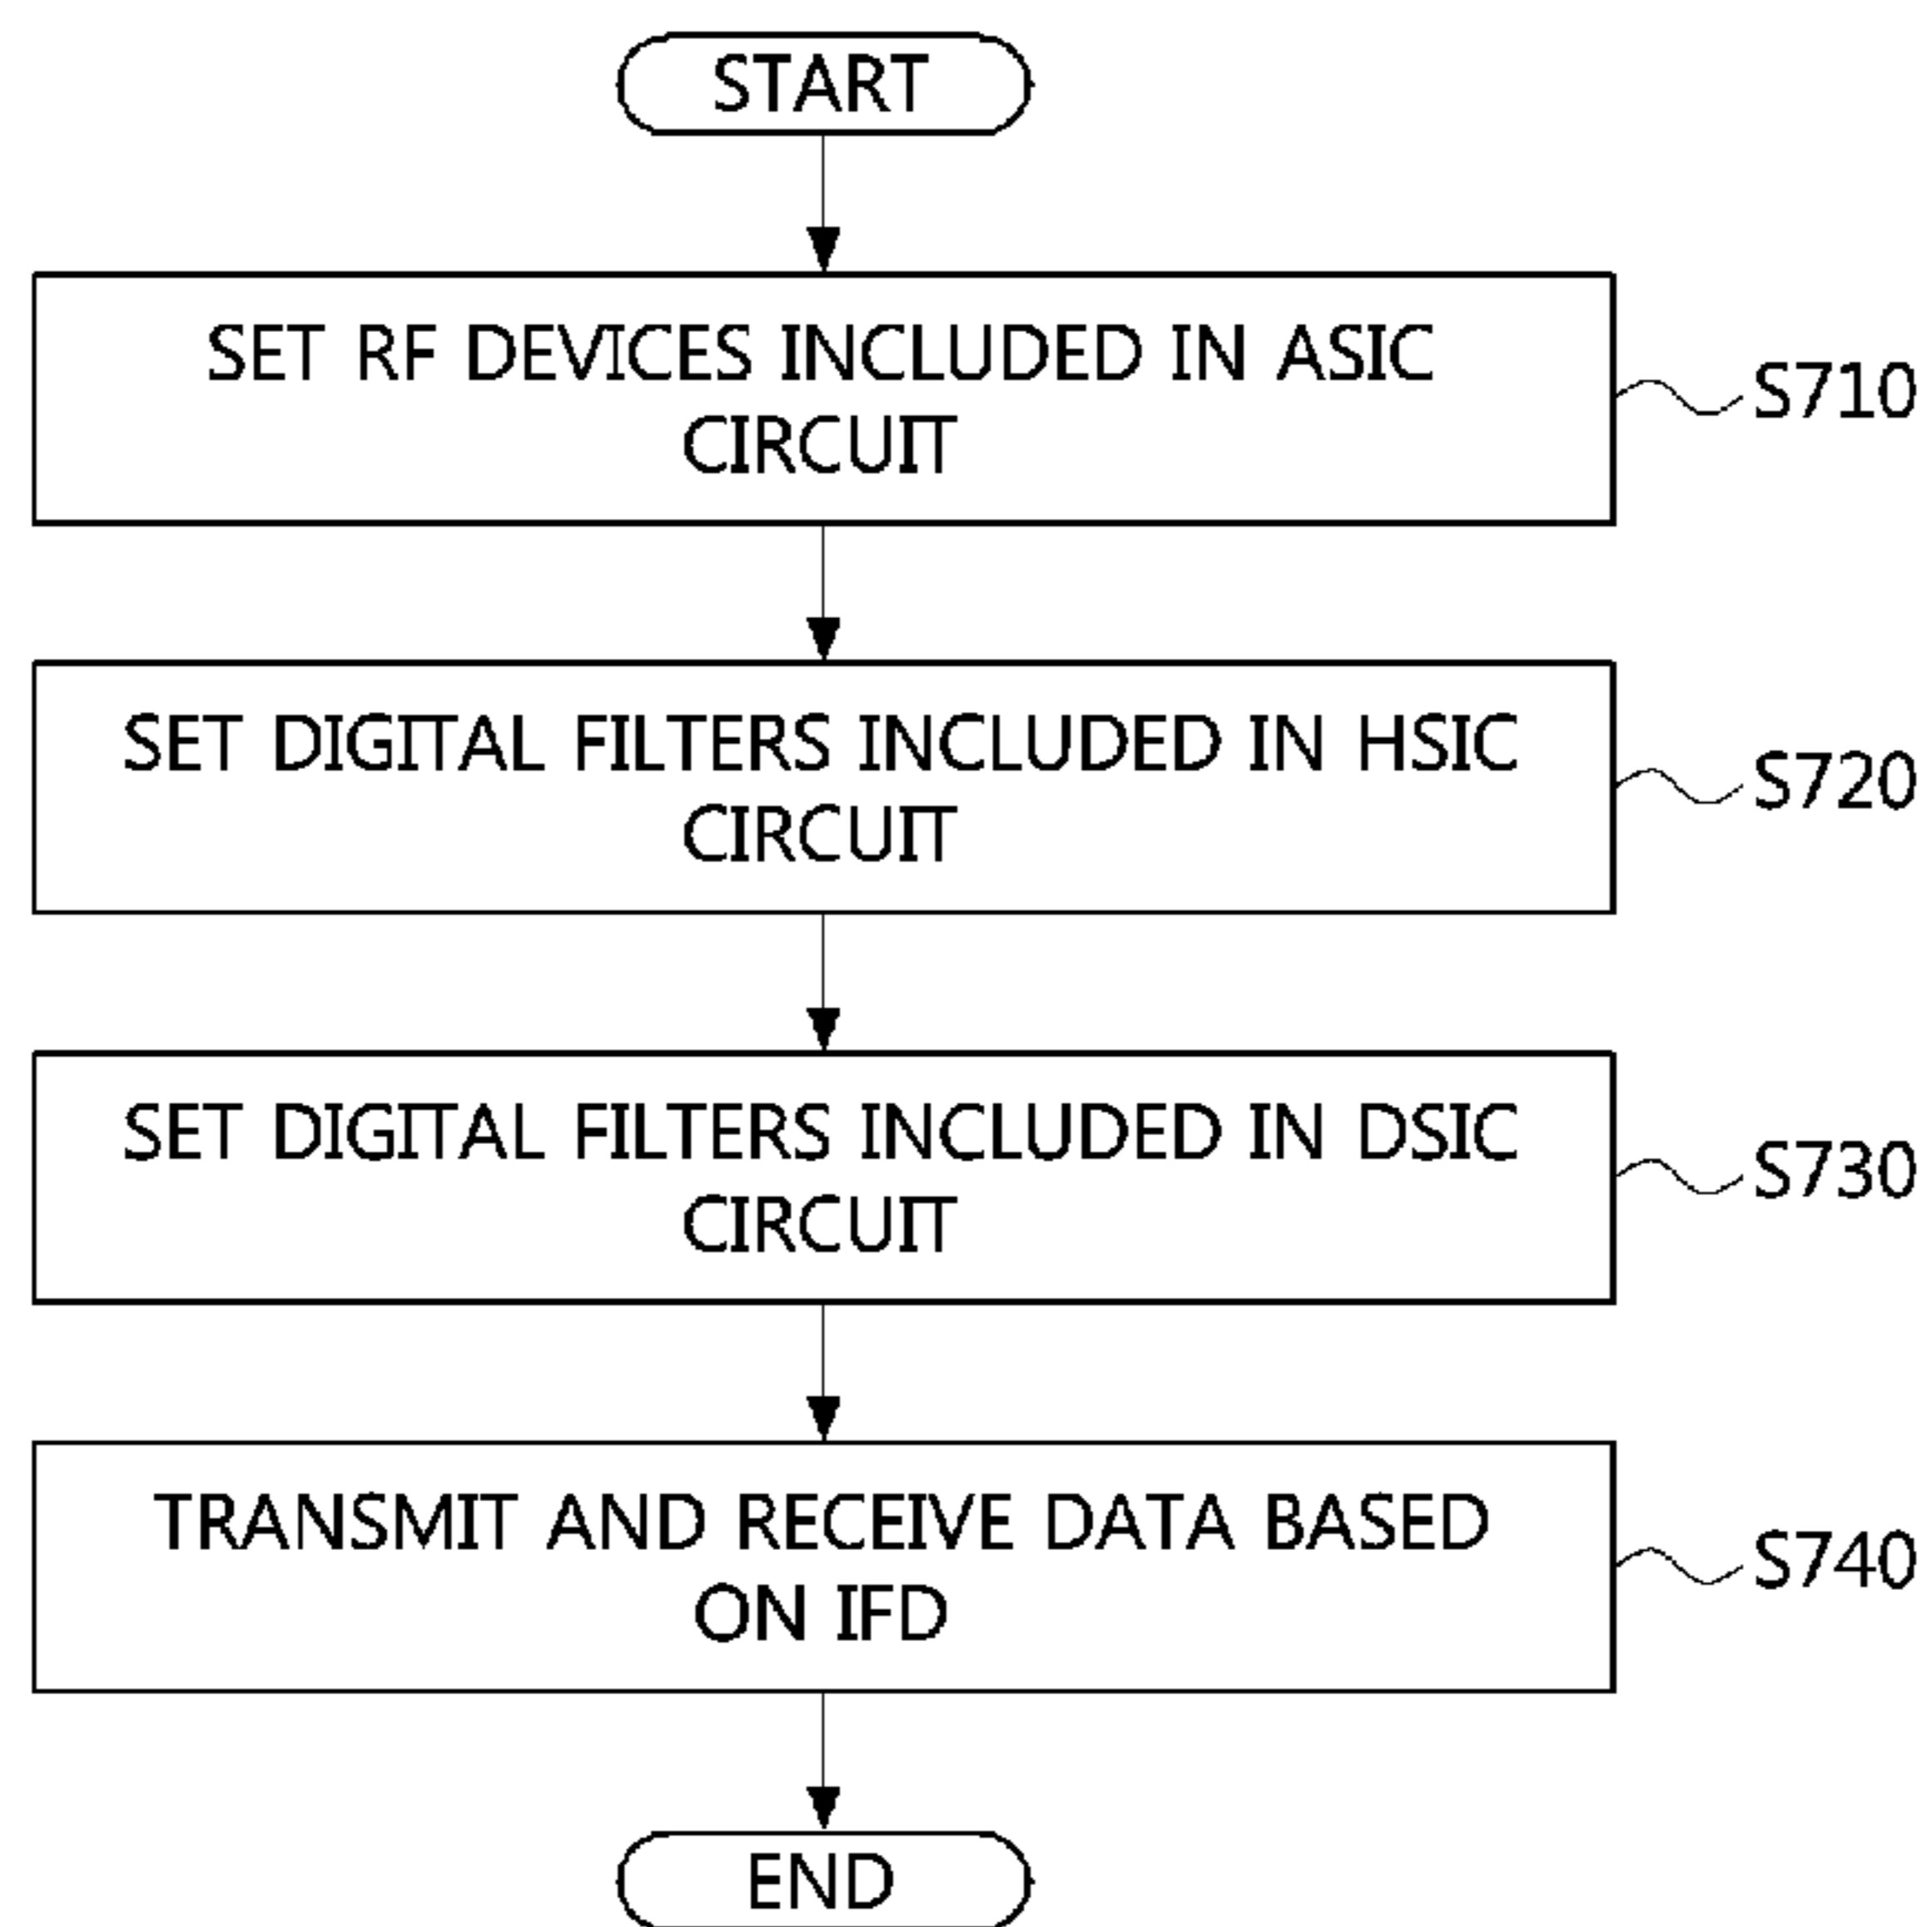 START
SET RF DEVICES INCLUDED IN ASIC
CIRCUIT
S710
SET DIGITAL FILTERS INCLUDED IN HSIC
CIRCUIT
S720
SET DIGITAL FILTERS INCLUDED IN DSIC
CIRCUIT
S730
TRANSMIT AND RECEIVE DATA BASED
ON IFD
S740
END